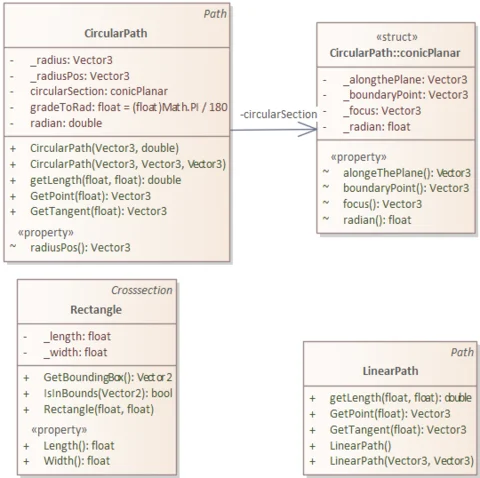 Path
CircularPath
- _radius: Vector3
- _radiusPos: Vector3
- circularSection: conicPlanar
- gradeToRad: float = (float)Math.PI / 180
- radian: double
+ CircularPath(Vector3, double)
+ CircularPath(Vector3, Vector3, Vector3)
+ getLength(float, float): double
+ GetPoint(float): Vector3
+ GetTangent(float): Vector3
«property»
~ radiusPos(): Vector3
-circularSection
«struct»
CircularPath::conicPlanar
- _alongthePlane: Vector3
- _boundaryPoint: Vector3
- _focus: Vector3
- _radian: float
«property»
~ alongeThePlane(): Vector3
~ boundaryPoint(): Vector3
~ focus(): Vector3
~ radian(): float
Crosssection
Rectangle
- _length: float
- _width: float
+ GetBoundingBox(): Vector2
+ IsInBounds(Vector2): bool
+ Rectangle(float, float)
«property»
+ Length(): float
+ Width(): float
Path
LinearPath
+ getLength(float, float): double
+ GetPoint(float): Vector3
+ GetTangent(float): Vector3
+ LinearPath()
+ LinearPath(Vector3, Vector3)